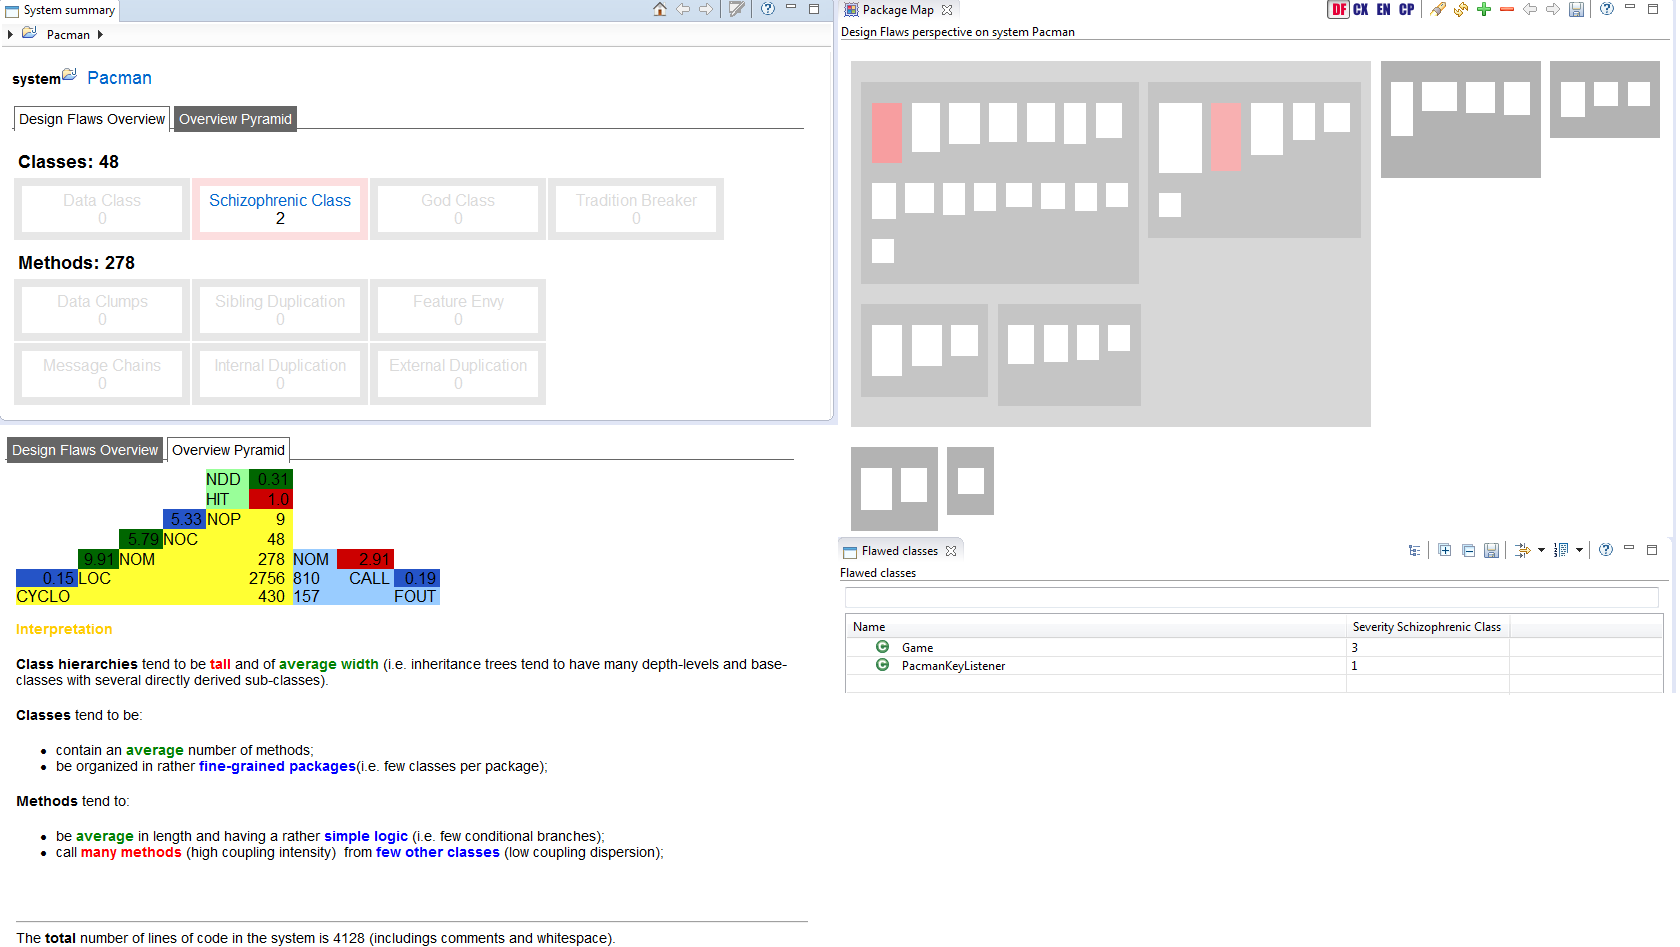 System summary
Pacman
system Pacman
Design Flaws Overview Overview Pyramid
Classes: 48
Data Class Schizophrenic Class God Class Tradition Breaker
0 2 0 0
Methods: 278
Data Clumps Sibling Duplication Feature Envy
0 0 0
Message Chains Internal Duplication External Duplication
0 0 0
Design Flaws Overview Overview Pyramid
NDD 0.31
HIT 1.0
5.33 NOP 9
5.79 NOC 48
9.91 NOM 278 NOM 2.91
0.15 LOC 2756 810 CALL 0.19
CYCLO 430 157 FOUT
Interpretation
Class hierarchies tend to be tall and of average width (i.e. inheritance trees tend to have many depth-levels and base-
classes with several directly derived sub-classes).
Classes tend to be:
• contain an average number of methods;
• be organized in rather fine-grained packages(i.e. few classes per package);
Methods tend to:
• be average in length and having a rather simple logic (i.e. few conditional branches);
• call many methods (high coupling intensity) from few other classes (low coupling dispersion);
The total number of lines of code in the system is 4128 (includings comments and whitespace).
Package Map DF CX EN CP
Design Flaws perspective on system Pacman
Flawed classes
Flawed classes
Name Severity Schizophrenic Class
C Game 3
C PacmanKeyListener 1